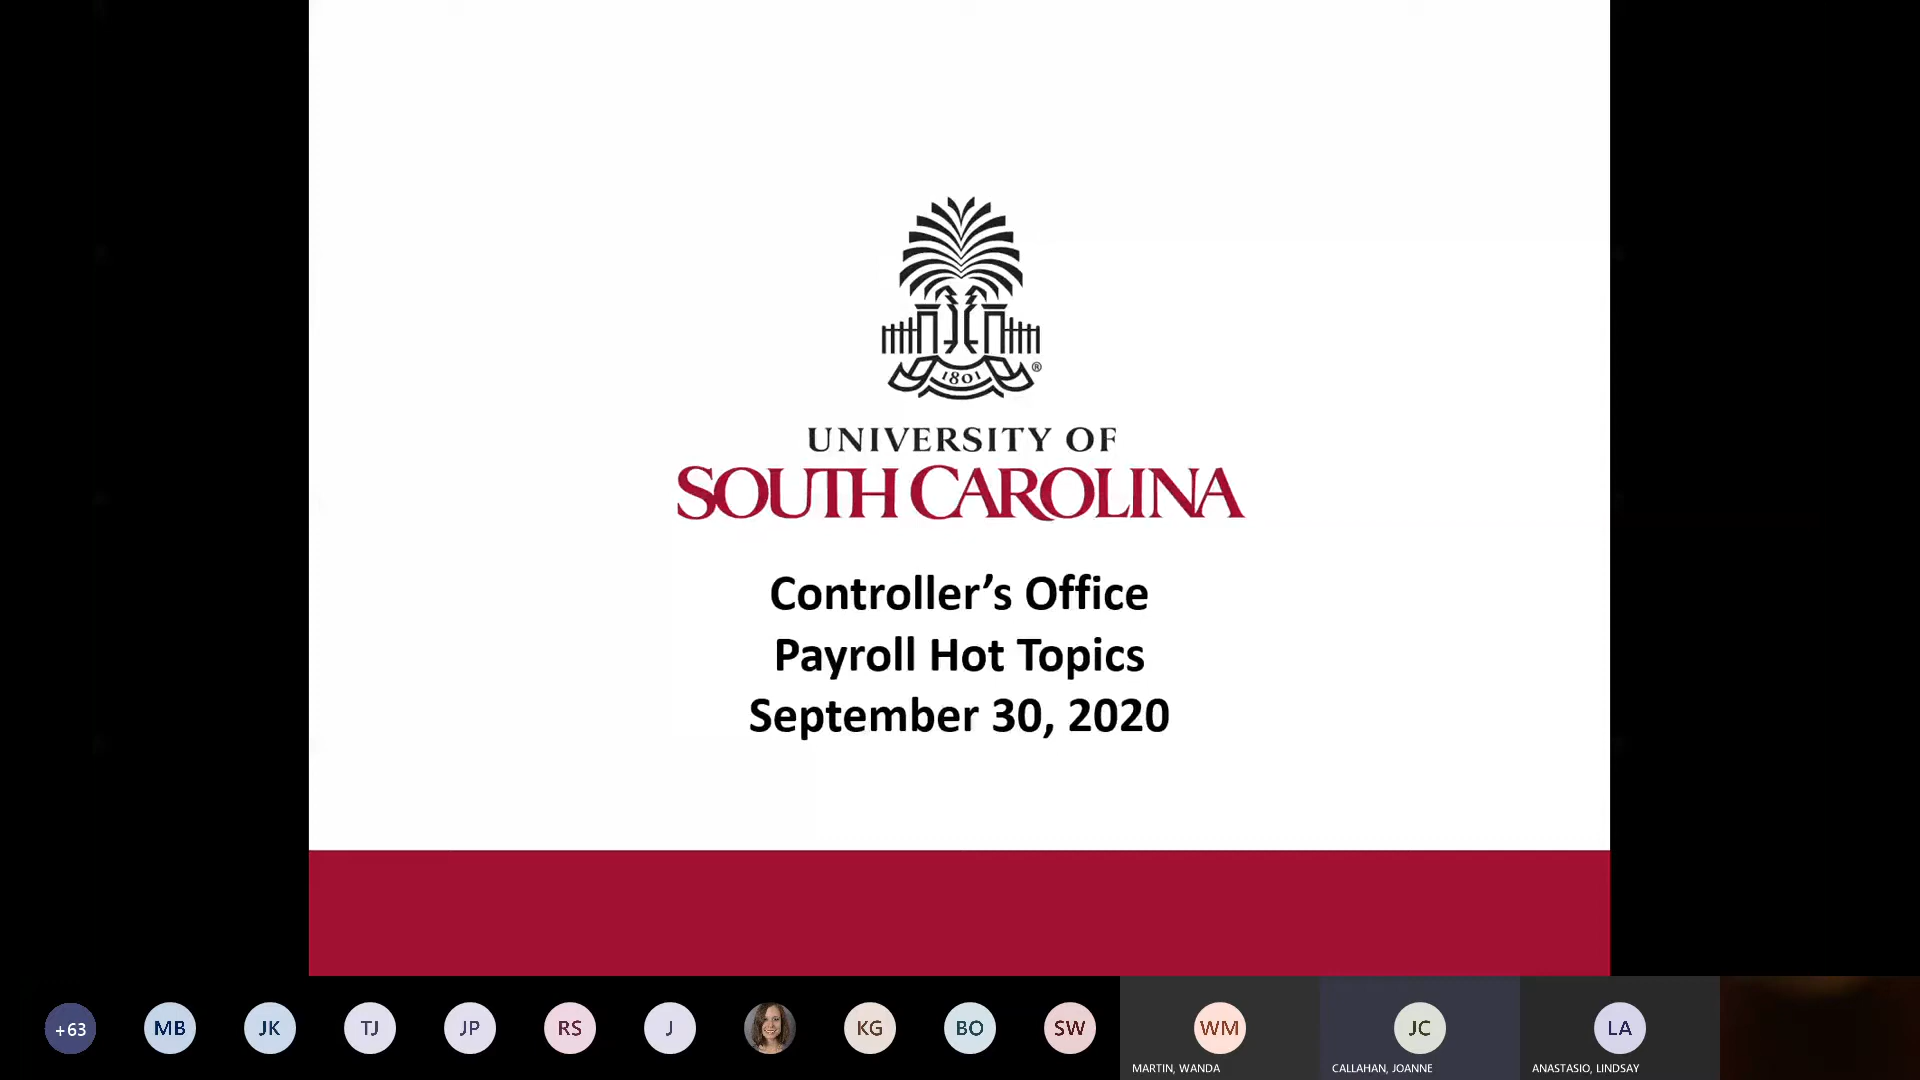 1801
®
UNIVERSITY OF
SOUTH CAROLINA
Controller’s Office
Payroll Hot Topics
September 30, 2020
+63
MB
JK
TJ
JP
RS
J
KG
BO
SW
WM
MARTIN, WANDA
JC
CALLAHAN, JOANNE
LA
ANASTASIO, LINDSAY